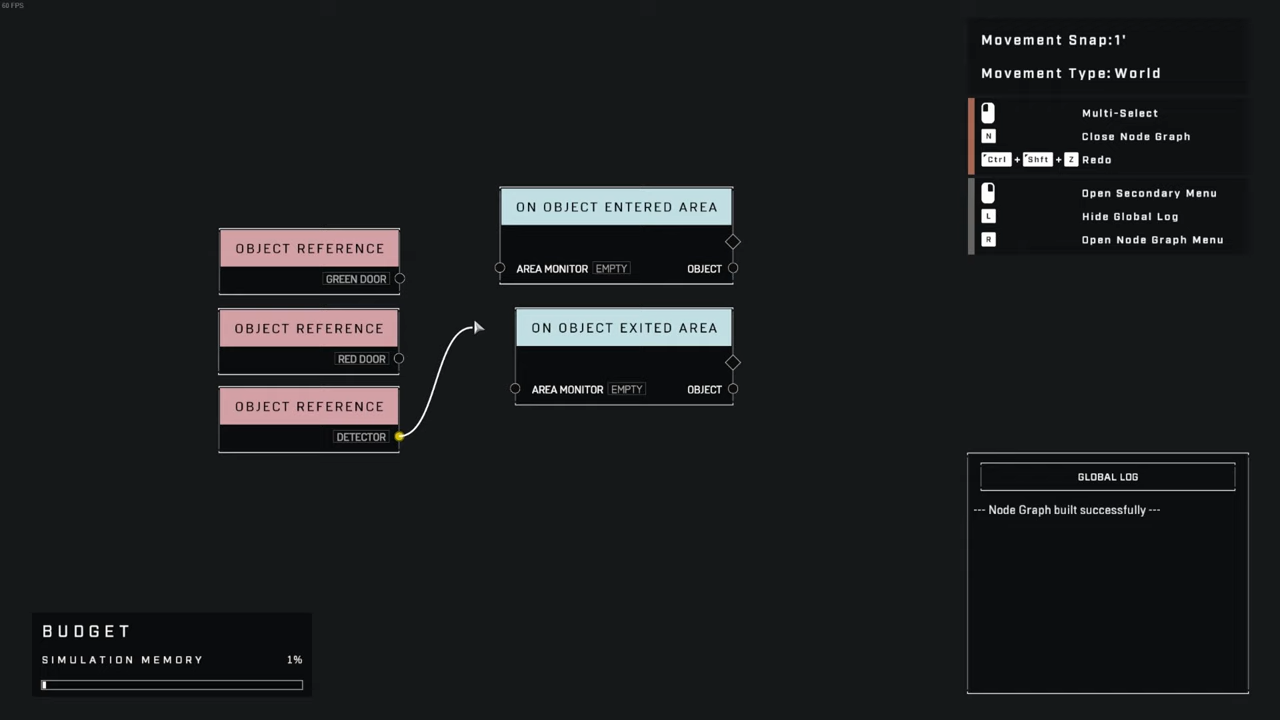 60 FPS
Movement Snap:1'
Movement Type: World
Multi-Select
N Close Node Graph
Ctrl + Shft + Z Redo
Open Secondary Menu
L Hide Global Log
R Open Node Graph Menu
ON OBJECT ENTERED AREA
AREA MONITOR EMPTY OBJECT
OBJECT REFERENCE
GREEN DOOR
OBJECT REFERENCE
RED DOOR
OBJECT REFERENCE
DETECTOR
ON OBJECT EXITED AREA
AREA MONITOR EMPTY OBJECT
GLOBAL LOG
--- Node Graph built successfully ---
BUDGET
SIMULATION MEMORY 1%